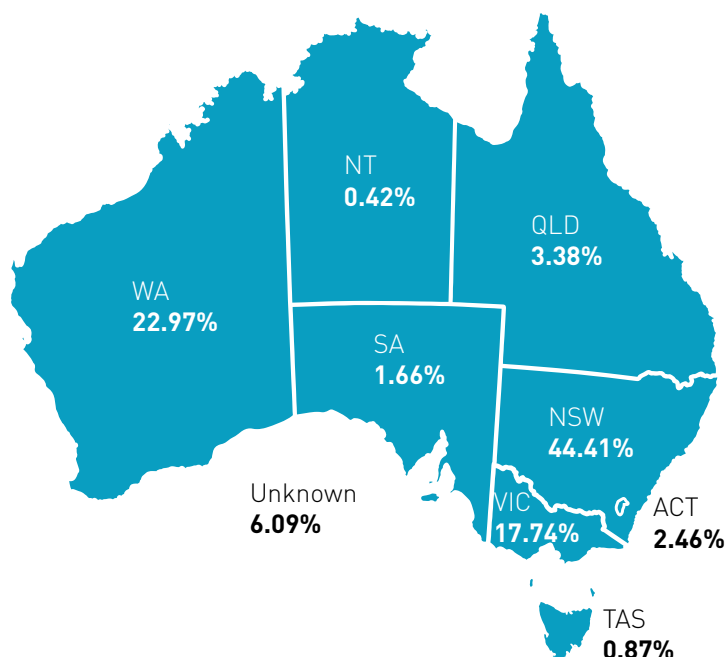 NT
0.42%
QLD
3.38%
WA
22.97%
SA
1.66%
NSW
44.41%
Unknown
6.09%
VIC
17.74%
ACT
2.46%
TAS
0.87%